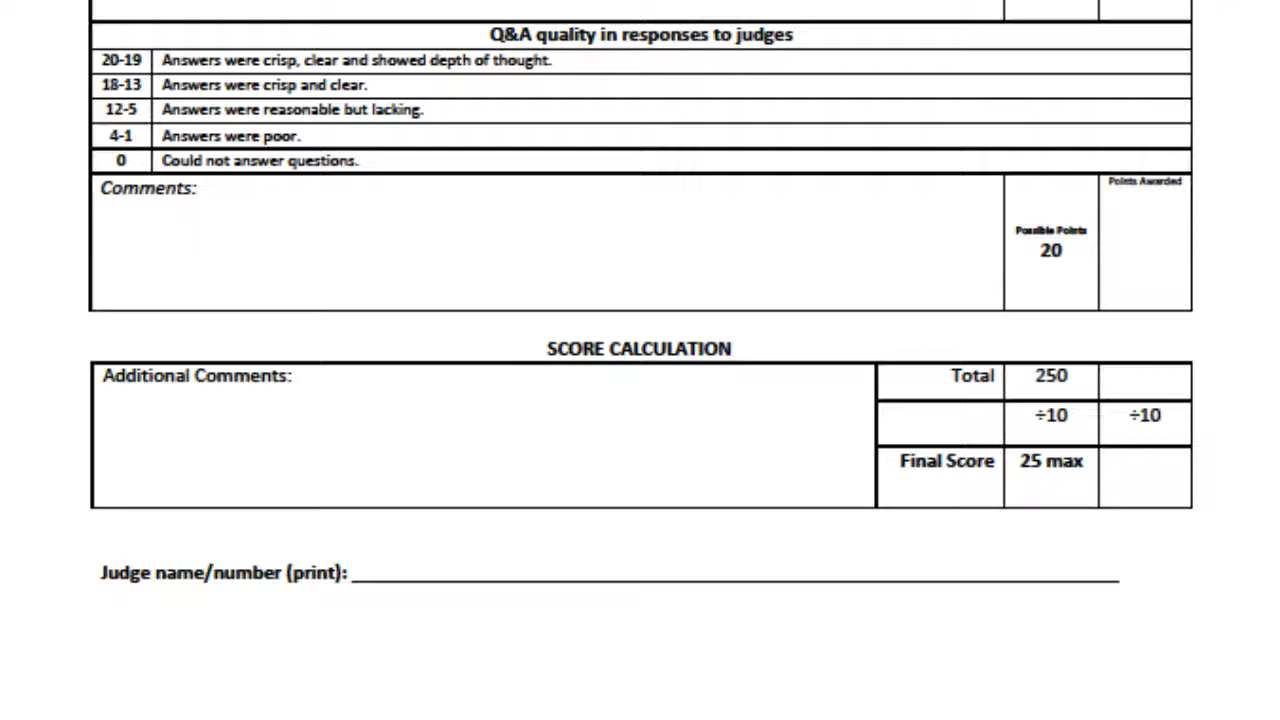 Q&A quality in responses to judges
20-19 Answers were crisp, clear and showed depth of thought.
18-13 Answers were crisp and clear.
12-5 Answers were reasonable but lacking.
4-1 Answers were poor.
0 Could not answer questions.
Comments:
Possible Points
20
Points Awarded
SCORE CALCULATION
Additional Comments:
Total 250
÷10 ÷10
Final Score 25 max
Judge name/number (print):